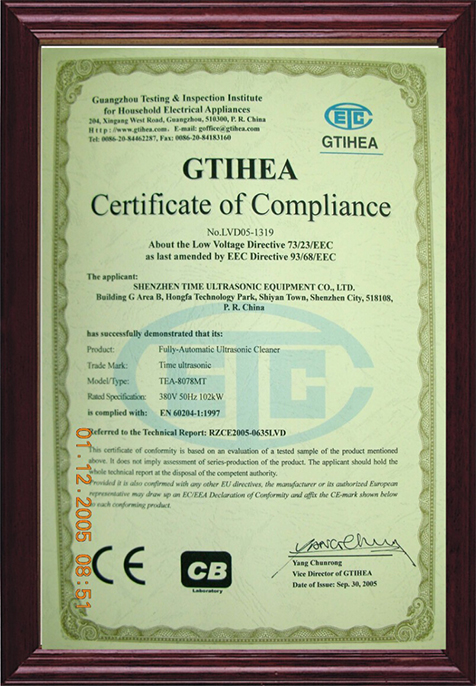 Guangzhou Testing & Inspection Institute
for Household Electrical Appliances
204, Xingang West Road, Guangzhou, 510300, P. R. China
Http://www.gtihea.com. E-mail: goffice@gtihea.com
Tel: 0086-20-84462287, Fax: 0086-20-84183160
ETC
GTIHEA
GTIHEA
Certificate of Compliance
No.LVD05-1319
About the Low Voltage Directive 73/23/EEC
as last amended by EEC Directive 93/68/EEC
The applicant:
SHENZHEN TIME ULTRASONIC EQUIPMENT CO., LTD.
Building G Area B, Hongfa Technology Park, Shiyan Town, Shenzhen City, 518108,
P. R. China
has successfully demonstrated that its:
Product: Fully-Automatic Ultrasonic Cleaner
Trade Mark: Time ultrasonic
Model/Type: TEA-8078MT
Rated Specification: 380V 50Hz 102kW
is complied with: EN 60204-1:1997
Referred to the Technical Report: RZCE2005-0635LVD
This certificate of conformity is based on an evaluation of a tested sample of the product mentioned
above. It does not imply assessment of series-production of the product. The applicant should hold the
whole technical report at the disposal of the competent authority.
Provided it is also confirmed with any other EU directives, the manufacturer or its authorized European
representative may draw up an EC/EEA Declaration of Conformity and affix the CE-mark shown below
to each conforming product.
CE
CB
Laboratory
Yang Chunrong
Vice Director of GTIHEA
Date of Issue: Sep. 30, 2005
01.12.2005 09:51